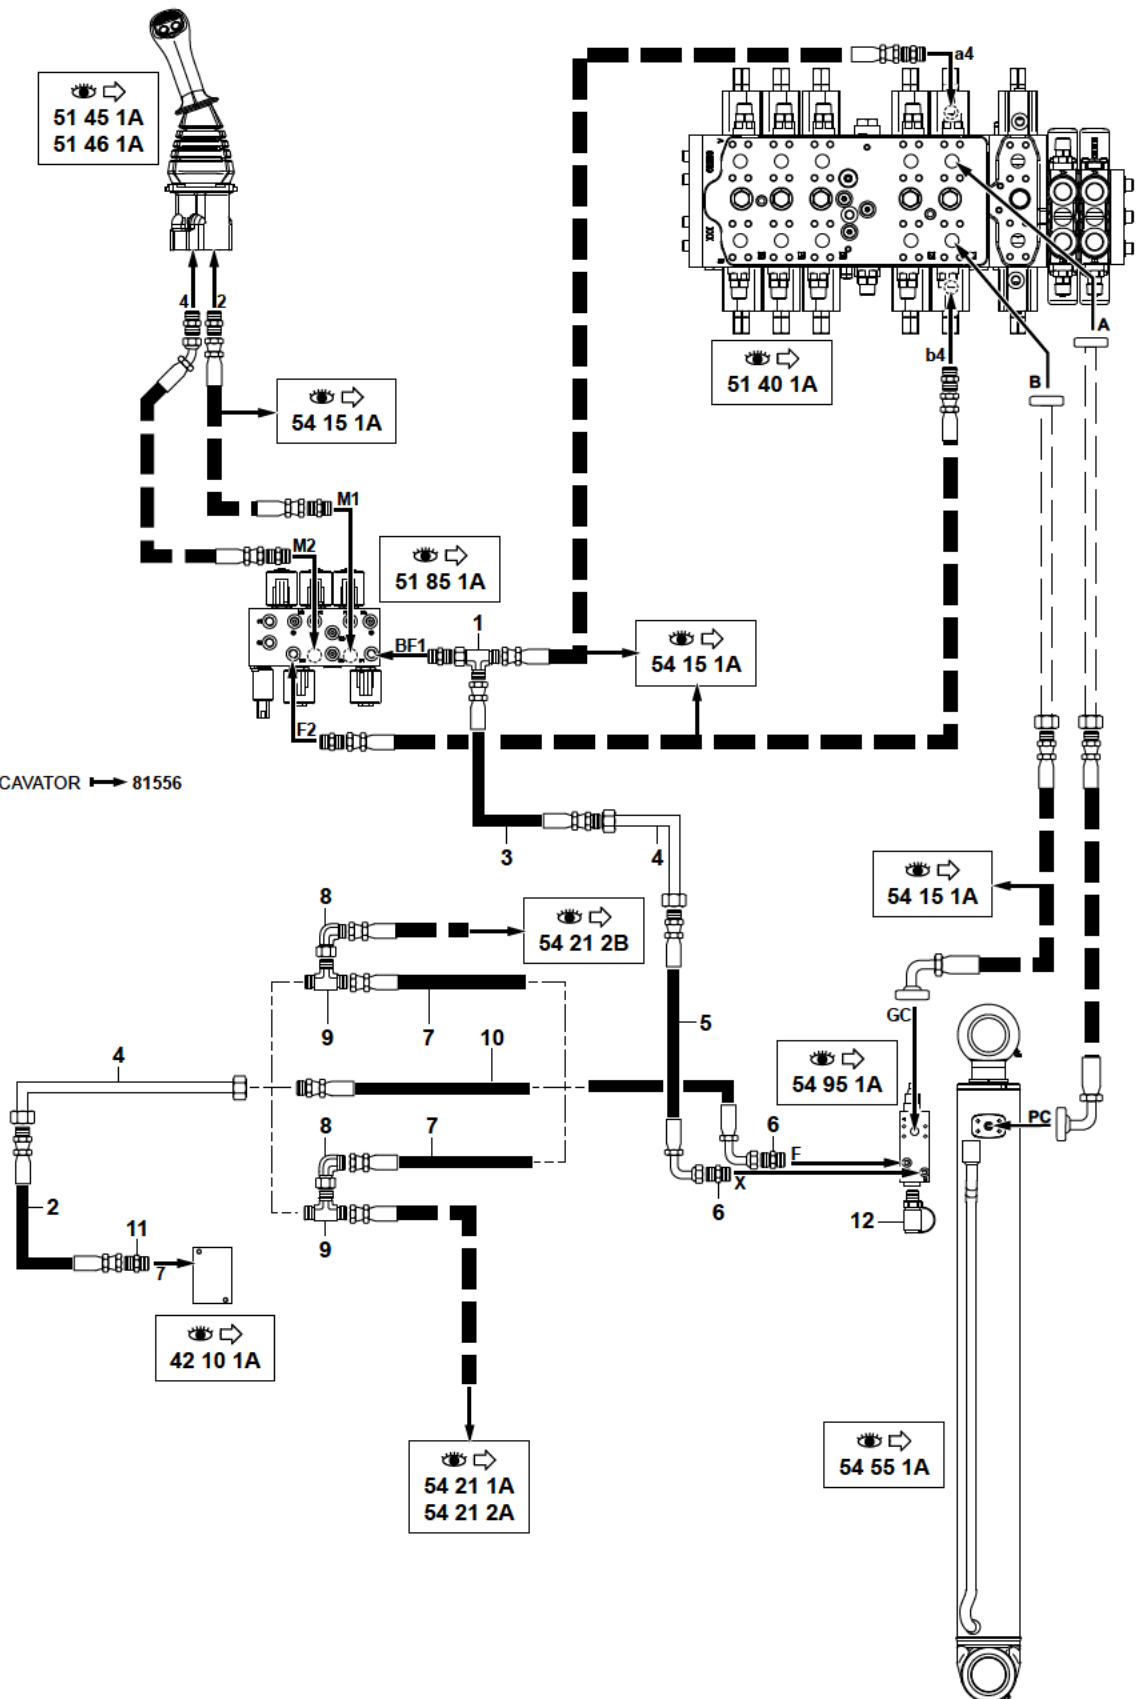 a4
51 45 1A
51 46 1A
A
4
2
b4
51 40 1A
B
54 15 1A
M1
M2
51 85 1A
1
BF1
54 15 1A
F2
CAVATOR 81556
3
4
54 15 1A
8
54 21 2B
9
7
10
5
GC
4
54 95 1A
8
7
6
F
PC
X
2
9
6
12
11
7
42 10 1A
54 55 1A
54 21 1A
54 21 2A